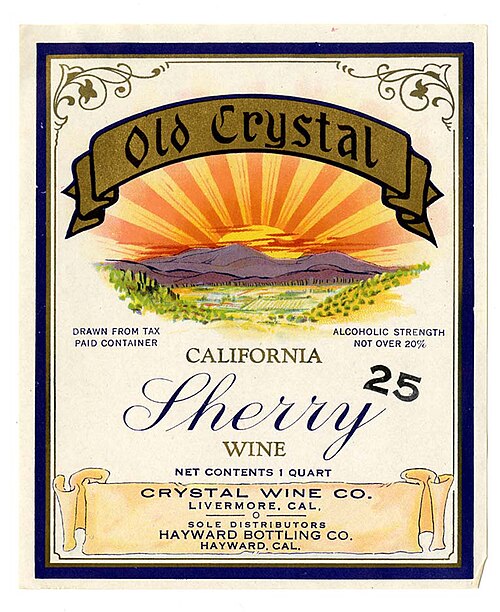 Old Crystal
DRAWN FROM TAX
PAID CONTAINER
ALCOHOLIC STRENGTH
NOT OVER 20%
CALIFORNIA
Sherry
25
WINE
NET CONTENTS 1 QUART
CRYSTAL WINE CO.
LIVERMORE, CAL.
SOLE DISTRIBUTORS
HAYWARD BOTTLING CO.
HAYWARD, CAL.